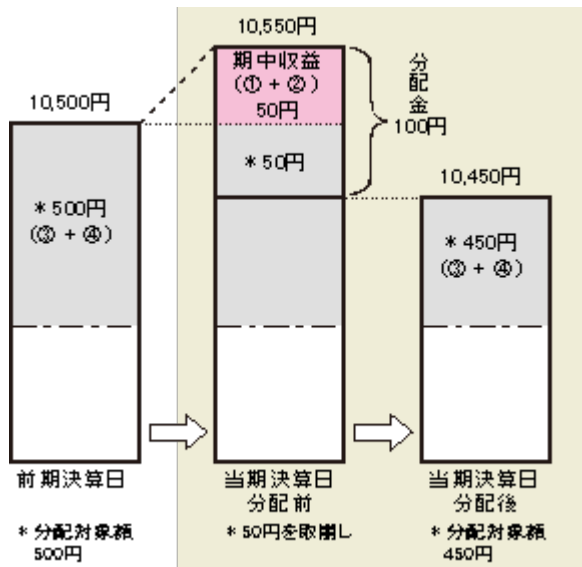 10,550円
期中収益
(① + ②)
50円
分配金
100円
10,500円
* 50円
10,450円
* 500円
(③ + ④)
* 450円
(③ + ④)
前期決算日
当期決算日
分配前
当期決算日
分配後
* 分配対象額
500円
* 50円を取崩し
* 分配対象額
450円